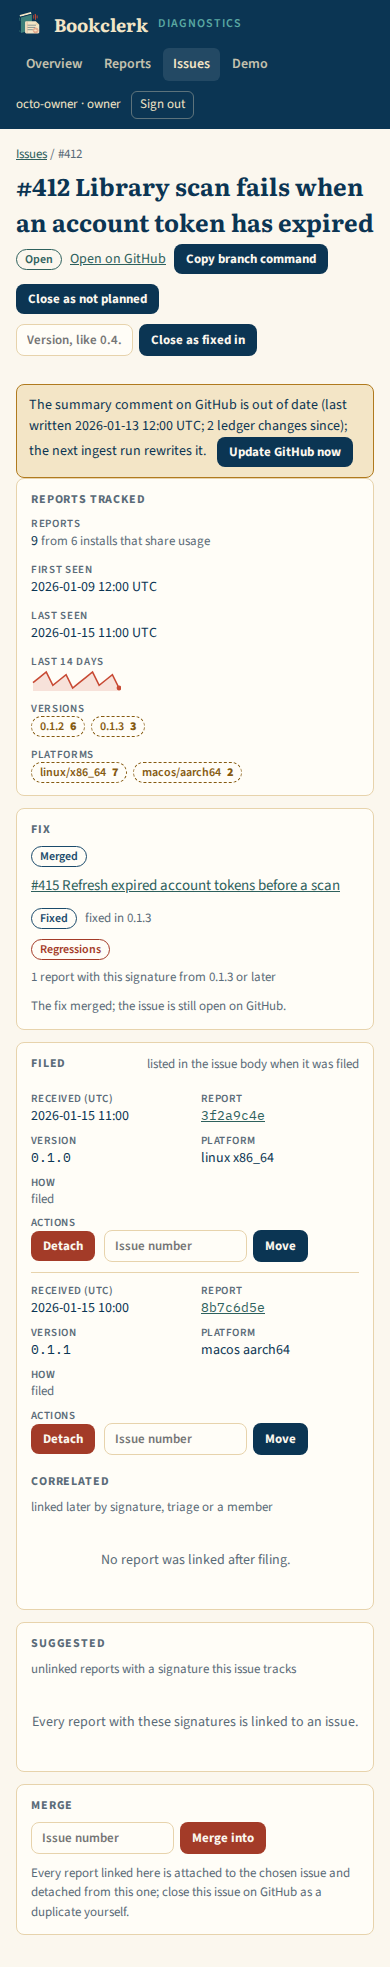 Bookclerk DIAGNOSTICS
Overview Reports Issues Demo
octo-owner · owner Sign out
Issues / #412
#412 Library scan fails when
an account token has expired
Open Open on GitHub Copy branch command
Close as not planned
Version, like 0.4. Close as fixed in
The summary comment on GitHub is out of date (last
written 2026-01-13 12:00 UTC; 2 ledger changes since);
the next ingest run rewrites it. Update GitHub now
REPORTS TRACKED
REPORTS
9 from 6 installs that share usage
FIRST SEEN
2026-01-09 12:00 UTC
LAST SEEN
2026-01-15 11:00 UTC
LAST 14 DAYS
VERSIONS
0.1.2 6 0.1.3 3
PLATFORMS
linux/x86_64 7 macos/aarch64 2
FIX
Merged
#415 Refresh expired account tokens before a scan
Fixed fixed in 0.1.3
Regressions
1 report with this signature from 0.1.3 or later
The fix merged; the issue is still open on GitHub.
FILED listed in the issue body when it was filed
RECEIVED (UTC) REPORT
2026-01-15 11:00 3f2a9c4e
VERSION PLATFORM
0.1.0 linux x86_64
HOW
filed
ACTIONS
Detach Issue number Move
RECEIVED (UTC) REPORT
2026-01-15 10:00 8b7c6d5e
VERSION PLATFORM
0.1.1 macos aarch64
HOW
filed
ACTIONS
Detach Issue number Move
CORRELATED
linked later by signature, triage or a member
No report was linked after filing.
SUGGESTED
unlinked reports with a signature this issue tracks
Every report with these signatures is linked to an issue.
MERGE
Issue number Merge into
Every report linked here is attached to the chosen issue and
detached from this one; close this issue on GitHub as a
duplicate yourself.